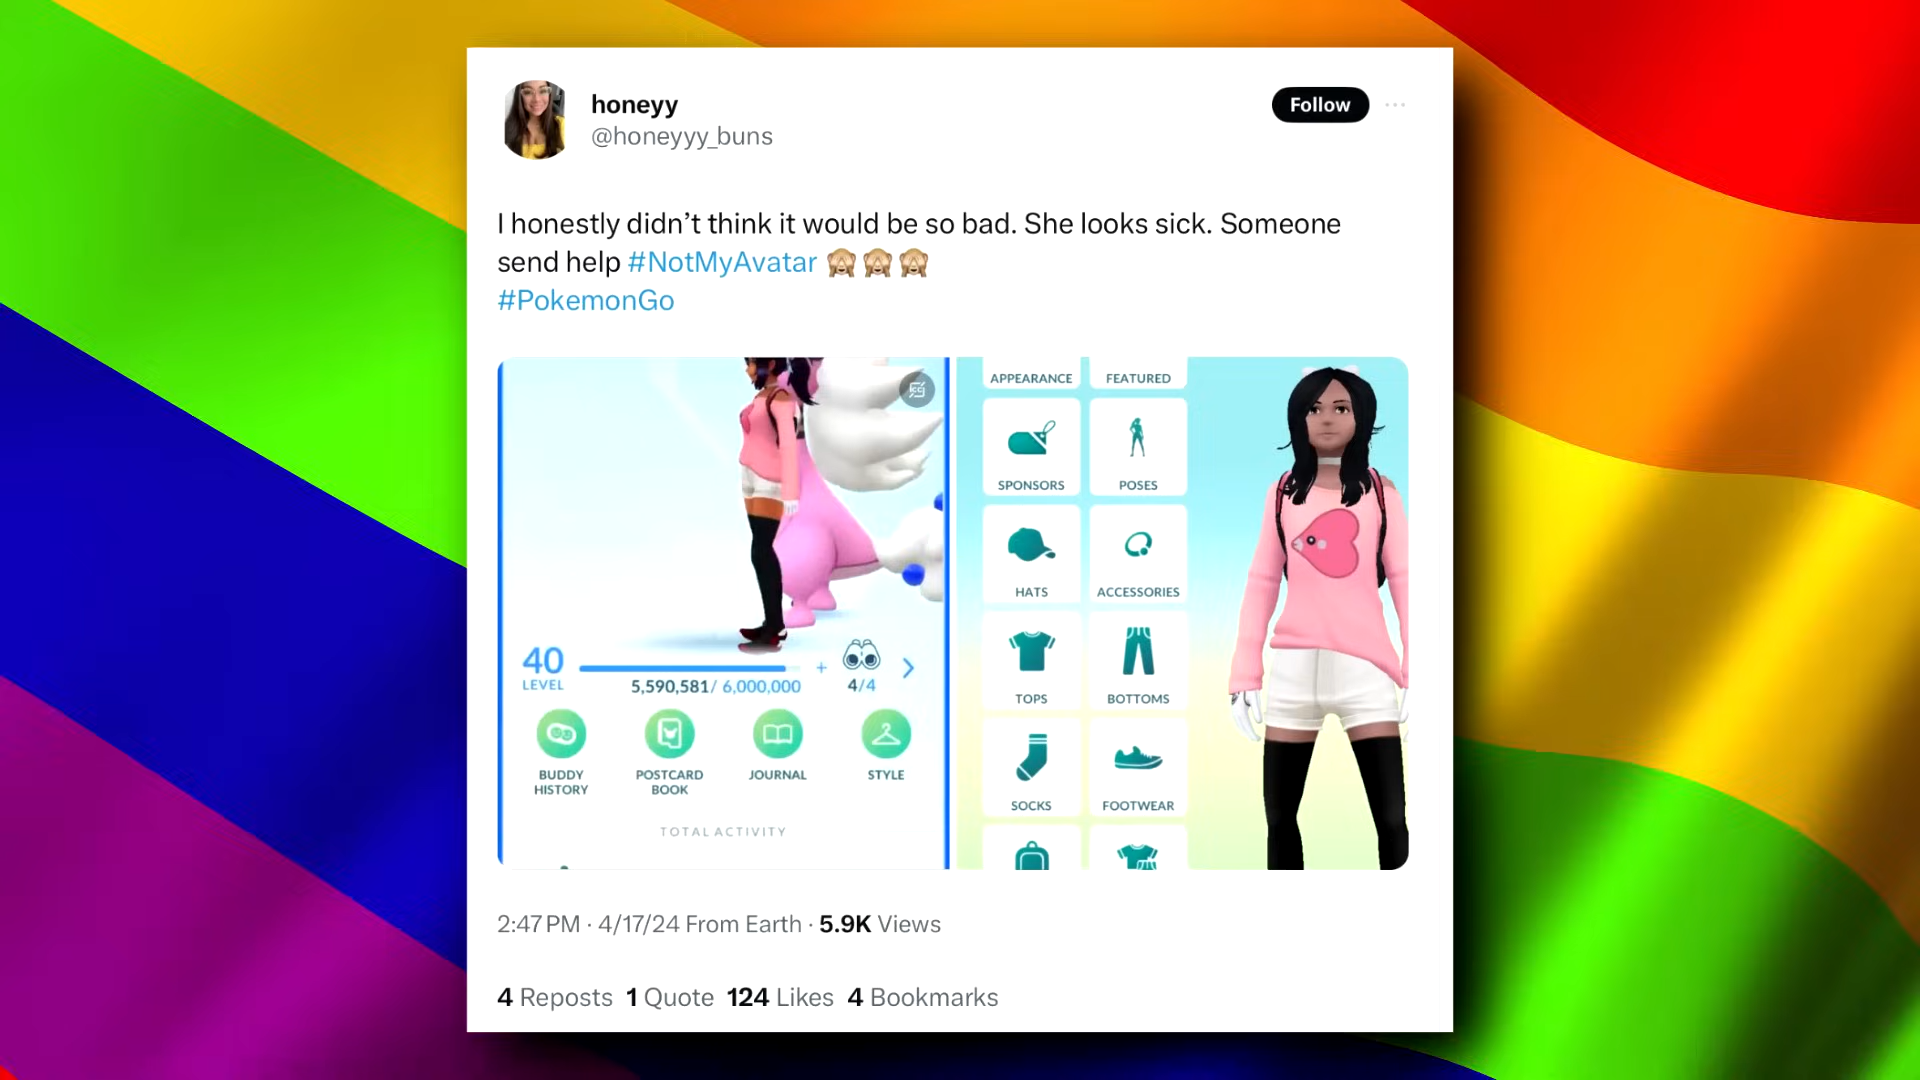 honeyy
@honeyyy_buns
Follow
I honestly didn’t think it would be so bad. She looks sick. Someone
send help #NotMyAvatar 🙈🙈🙈
#PokemonGo
40
LEVEL
5,590,581/ 6,000,000
+
4/4
BUDDY
HISTORY
POSTCARD
BOOK
JOURNAL
STYLE
TOTAL ACTIVITY
APPEARANCE
FEATURED
SPONSORS
POSES
HATS
ACCESSORIES
TOPS
BOTTOMS
SOCKS
FOOTWEAR
2:47 PM · 4/17/24 From Earth · 5.9K Views
4 Reposts 1 Quote 124 Likes 4 Bookmarks